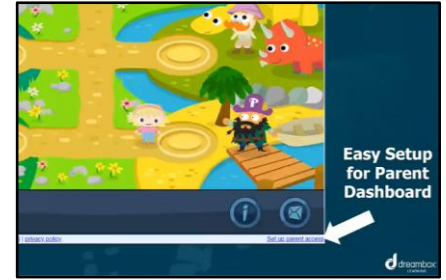 P
Easy Setup
for Parent
Dashboard
i
| privacy policy
Set up parent access
dreambox